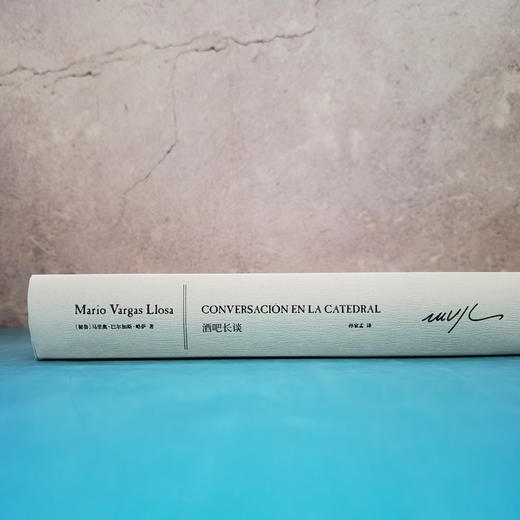 Mario Vargas Llosa
〔秘鲁〕马里奥·巴尔加斯·略萨 著
CONVERSACIÓN EN LA CATEDRAL
酒吧长谈
孙家孟 译